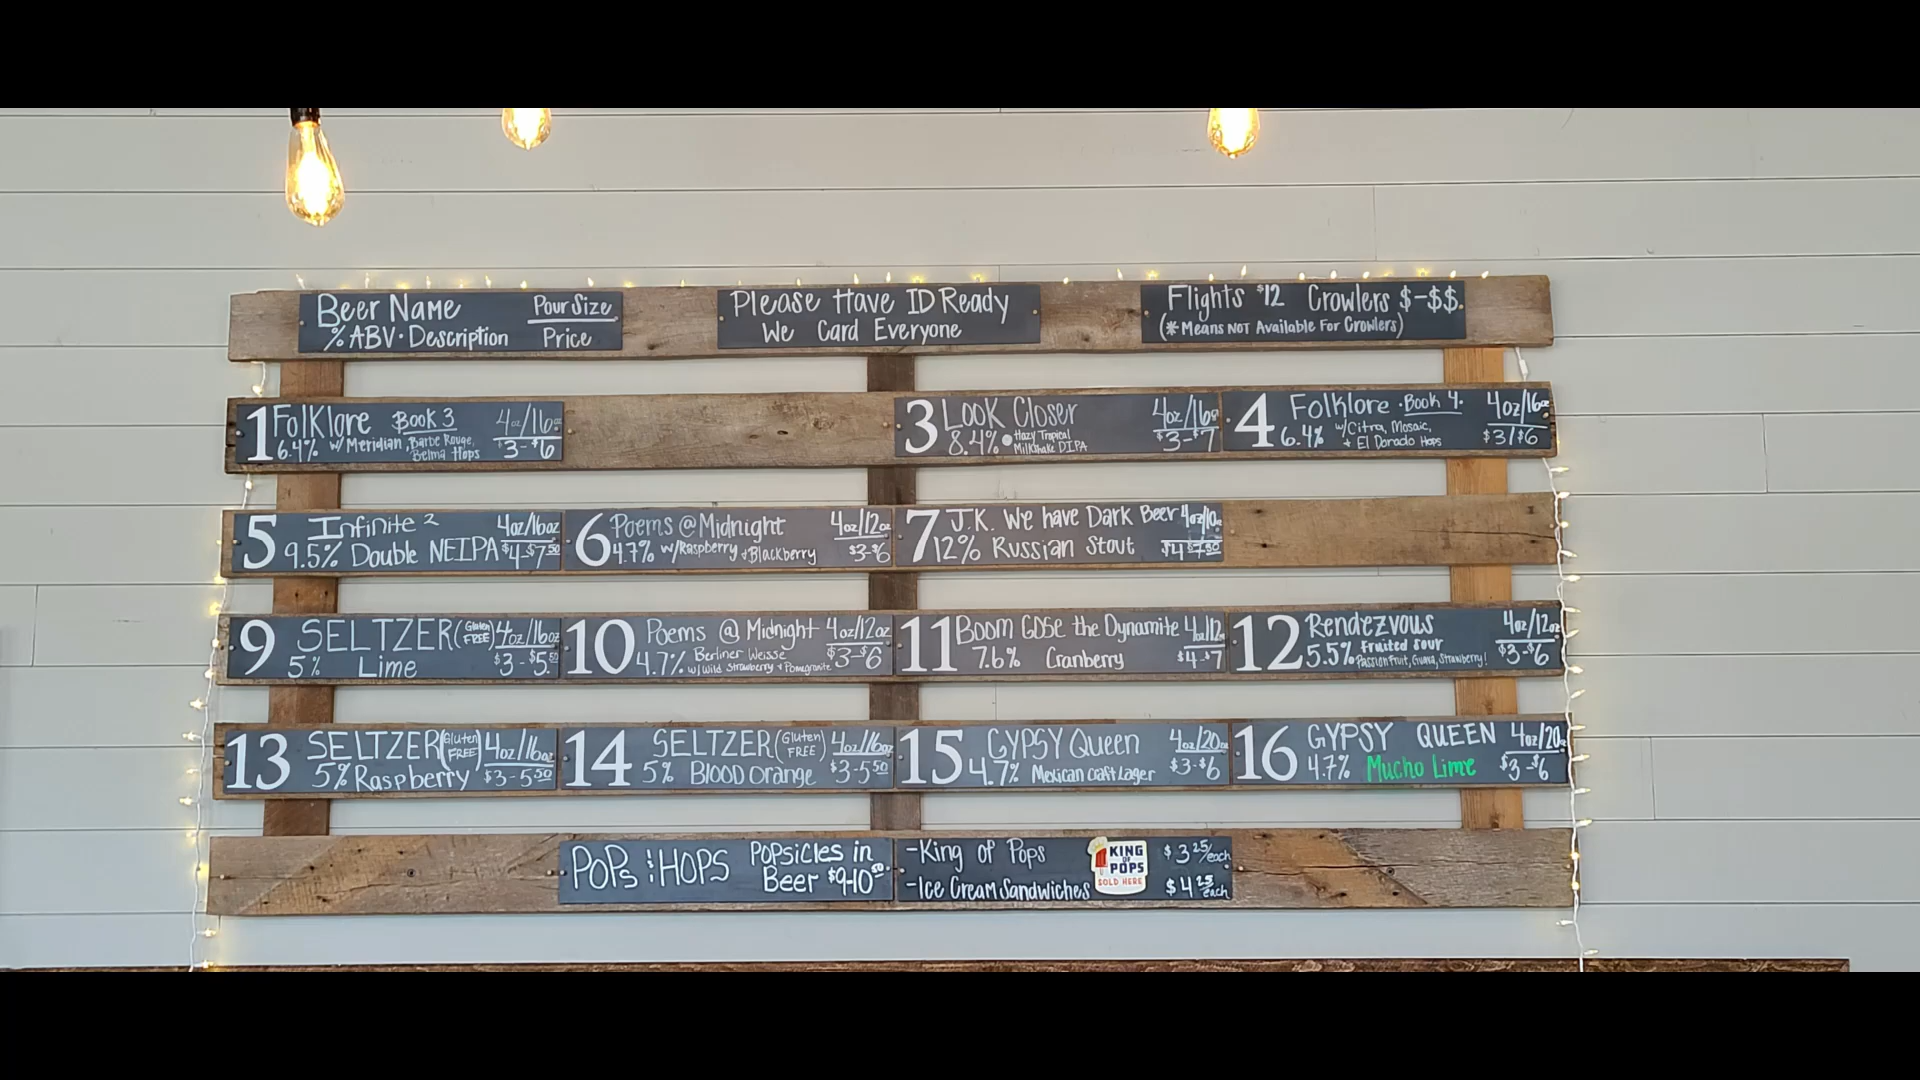 Beer Name Pour Size
% ABV · Description Price
Please Have ID Ready
We Card Everyone
Flights $12 Crowlers $-$$.
(* Means NOT Available For Crowlers)
1 Folklore Book 3 4oz/16oz
6.4% w/ Meridian, Barbe Rouge, $3-$6
Belma Hops
3 Look Closer 4oz/16oz
8.4% • Hazy Tropical $3-$7
Milkshake DIPA
4 Folklore · Book 4 · 4oz/16oz
6.4% w/Citra, Mosaic, $3/$6
+ El Dorado Hops
5 Infinite 2 4oz/16oz
9.5% Double NEIPA $4-$7.50
6 Poems @ Midnight 4oz/12oz
4.7% w/Raspberry + Blackberry $3-$6
7 J.K. We have Dark Beer 4oz/10oz
12% Russian Stout $4-$7.50
9 SELTZER (Gluten FREE) 4oz/16oz
5% Lime $3-$5.50
10 Poems @ Midnight 4oz/12oz
4.7% Berliner Weisse $3-$6
w/ Wild Strawberry + Pomegranite
11 Boom GOSE the Dynamite 4oz/12oz
7.6% Cranberry $4-$7
12 Rendezvous 4oz/12oz
5.5% Fruited Sour $3-$6
Passion Fruit, Guava, Strawberry!
13 SELTZER (Gluten FREE) 4oz/16oz
5% Raspberry $3-5.50
14 SELTZER (Gluten FREE) 4oz/16oz
5% Blood Orange $3-5.50
15 GYPSY Queen 4oz/20oz
4.7% Mexican Craft Lager $3-$6
16 GYPSY QUEEN 4oz/20oz
4.7% Mucho Lime $3-$6
POPs & HOPS Popsicles in
Beer $9-10.50
-King of Pops $3.25/each
-Ice Cream Sandwiches $4.25/each
KING
OF
POPS
SOLD HERE